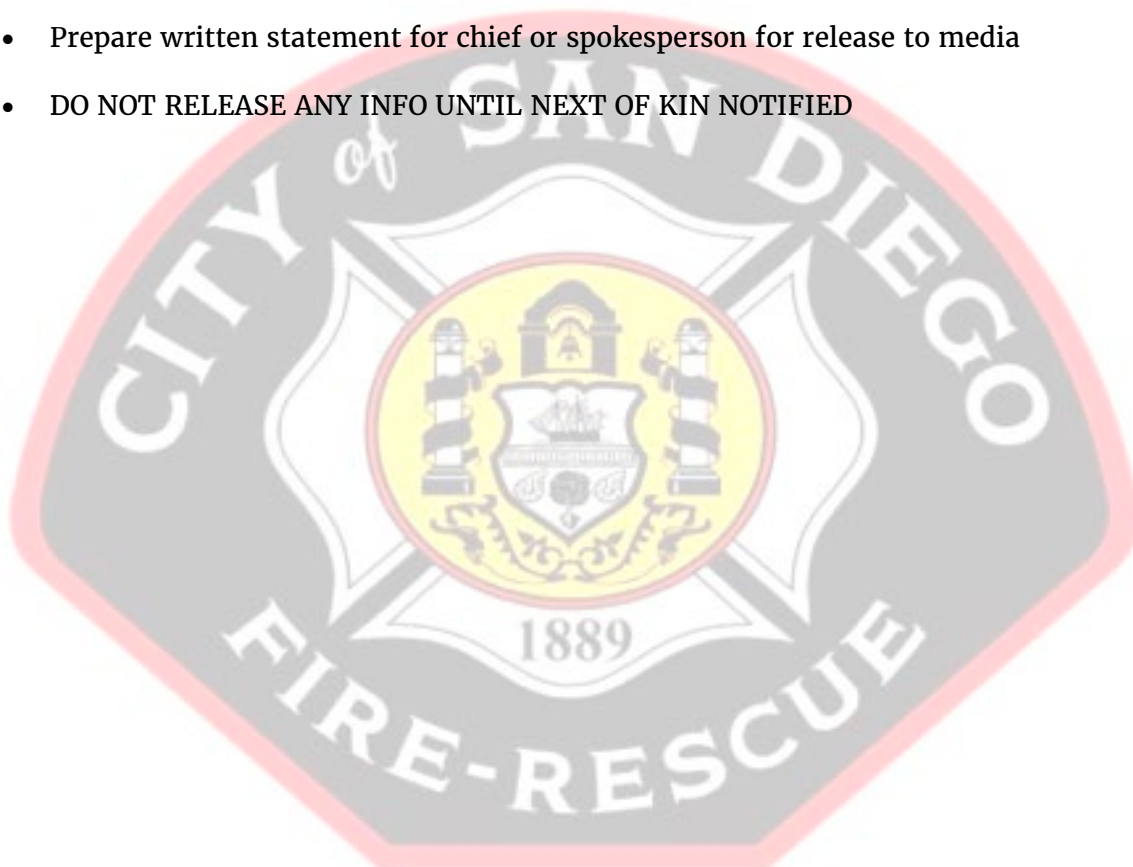 • Prepare written statement for chief or spokesperson for release to media
• DO NOT RELEASE ANY INFO UNTIL NEXT OF KIN NOTIFIED
CITY of SAN DIEGO
1889
FIRE-RESCUE